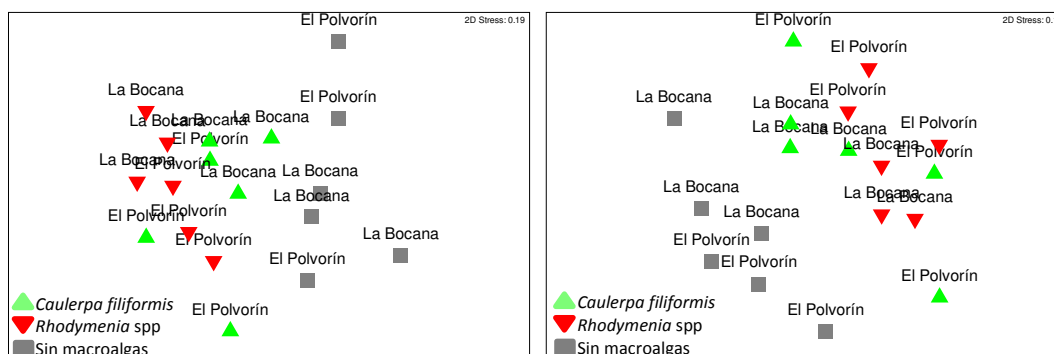 2D Stress: 0.19
El Polvorín
La Bocana
El Polvorín
La Bocana
La Bocana
La Bocana
El Polvorín
La Bocana
El Polvorín
La Bocana
La Bocana
La Bocana
El Polvorín
El Polvorín
El Polvorín
La Bocana
El Polvorín
El Polvorín
Caulerpa filiformis
Rhodymenia spp
Sin macroalgas
2D Stress: 0.
El Polvorín
El Polvorín
El Polvorín
La Bocana
La Bocana
El Polvorín
La Bocana
La Bocana
La Bocana
El Polvorín
La Bocana
La Bocana
La Bocana
La Bocana
El Polvorín
El Polvorín
El Polvorín
El Polvorín
Caulerpa filiformis
Rhodymenia spp
Sin macroalgas